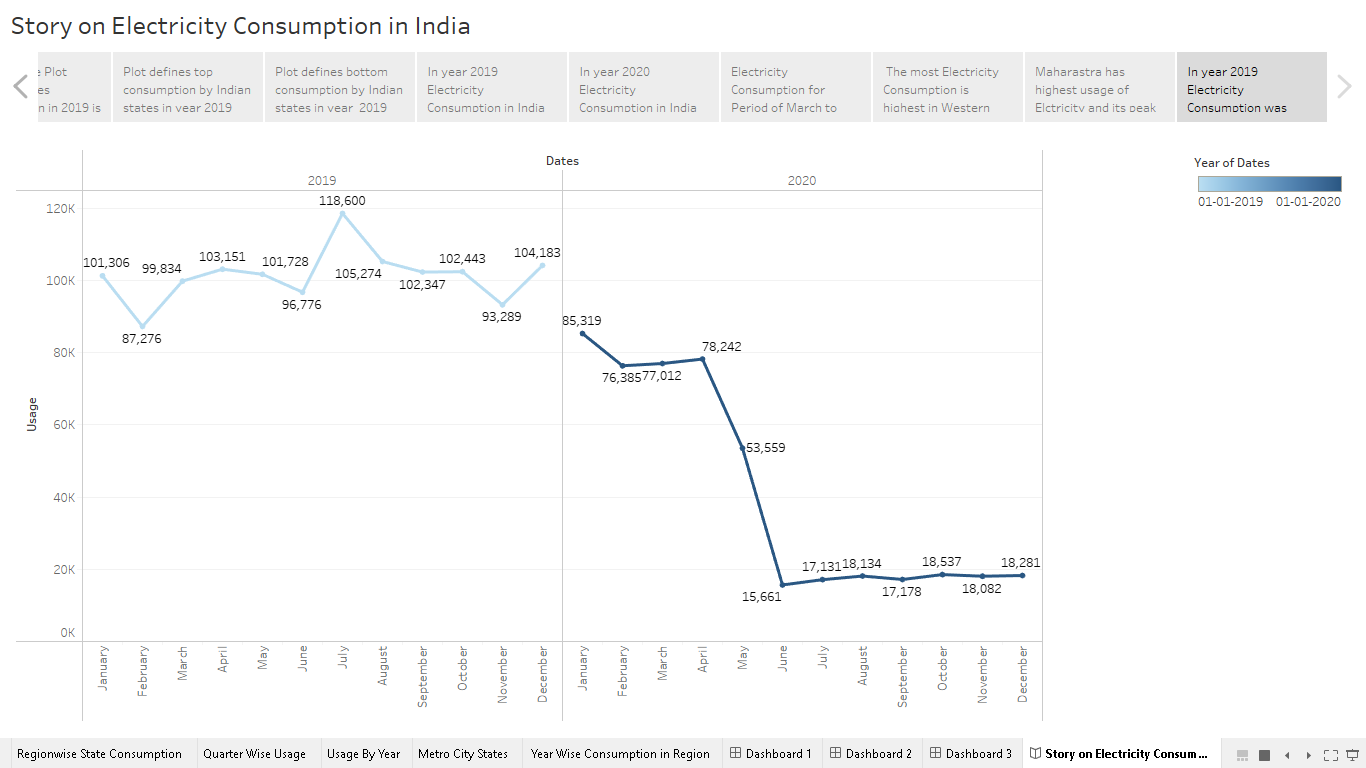 Story on Electricity Consumption in India
e Plot
es
n in 2019 is
Plot defines top
consumption by Indian
states in year 2019
Plot defines bottom
consumption by Indian
states in year 2019
In year 2019
Electricity
Consumption in India
In year 2020
Electricity
Consumption in India
Electricity
Consumption for
Period of March to
The most Electricity
Consumption is
highest in Western
Maharastra has
highest usage of
Elctricity and its peak
In year 2019
Electricity
Consumption was
Dates
2019
2020
Year of Dates
01-01-2019 01-01-2020
Usage
120K
100K
80K
60K
40K
20K
0K
101,306
87,276
99,834
103,151
101,728
96,776
118,600
105,274
102,347
102,443
93,289
104,183
85,319
76,385
77,012
78,242
53,559
15,661
17,131
18,134
17,178
18,537
18,082
18,281
January
February
March
April
May
June
July
August
September
October
November
December
January
February
March
April
May
June
July
August
September
October
November
December
Regionwise State Consumption
Quarter Wise Usage
Usage By Year
Metro City States
Year Wise Consumption in Region
Dashboard 1
Dashboard 2
Dashboard 3
Story on Electricity Consum...